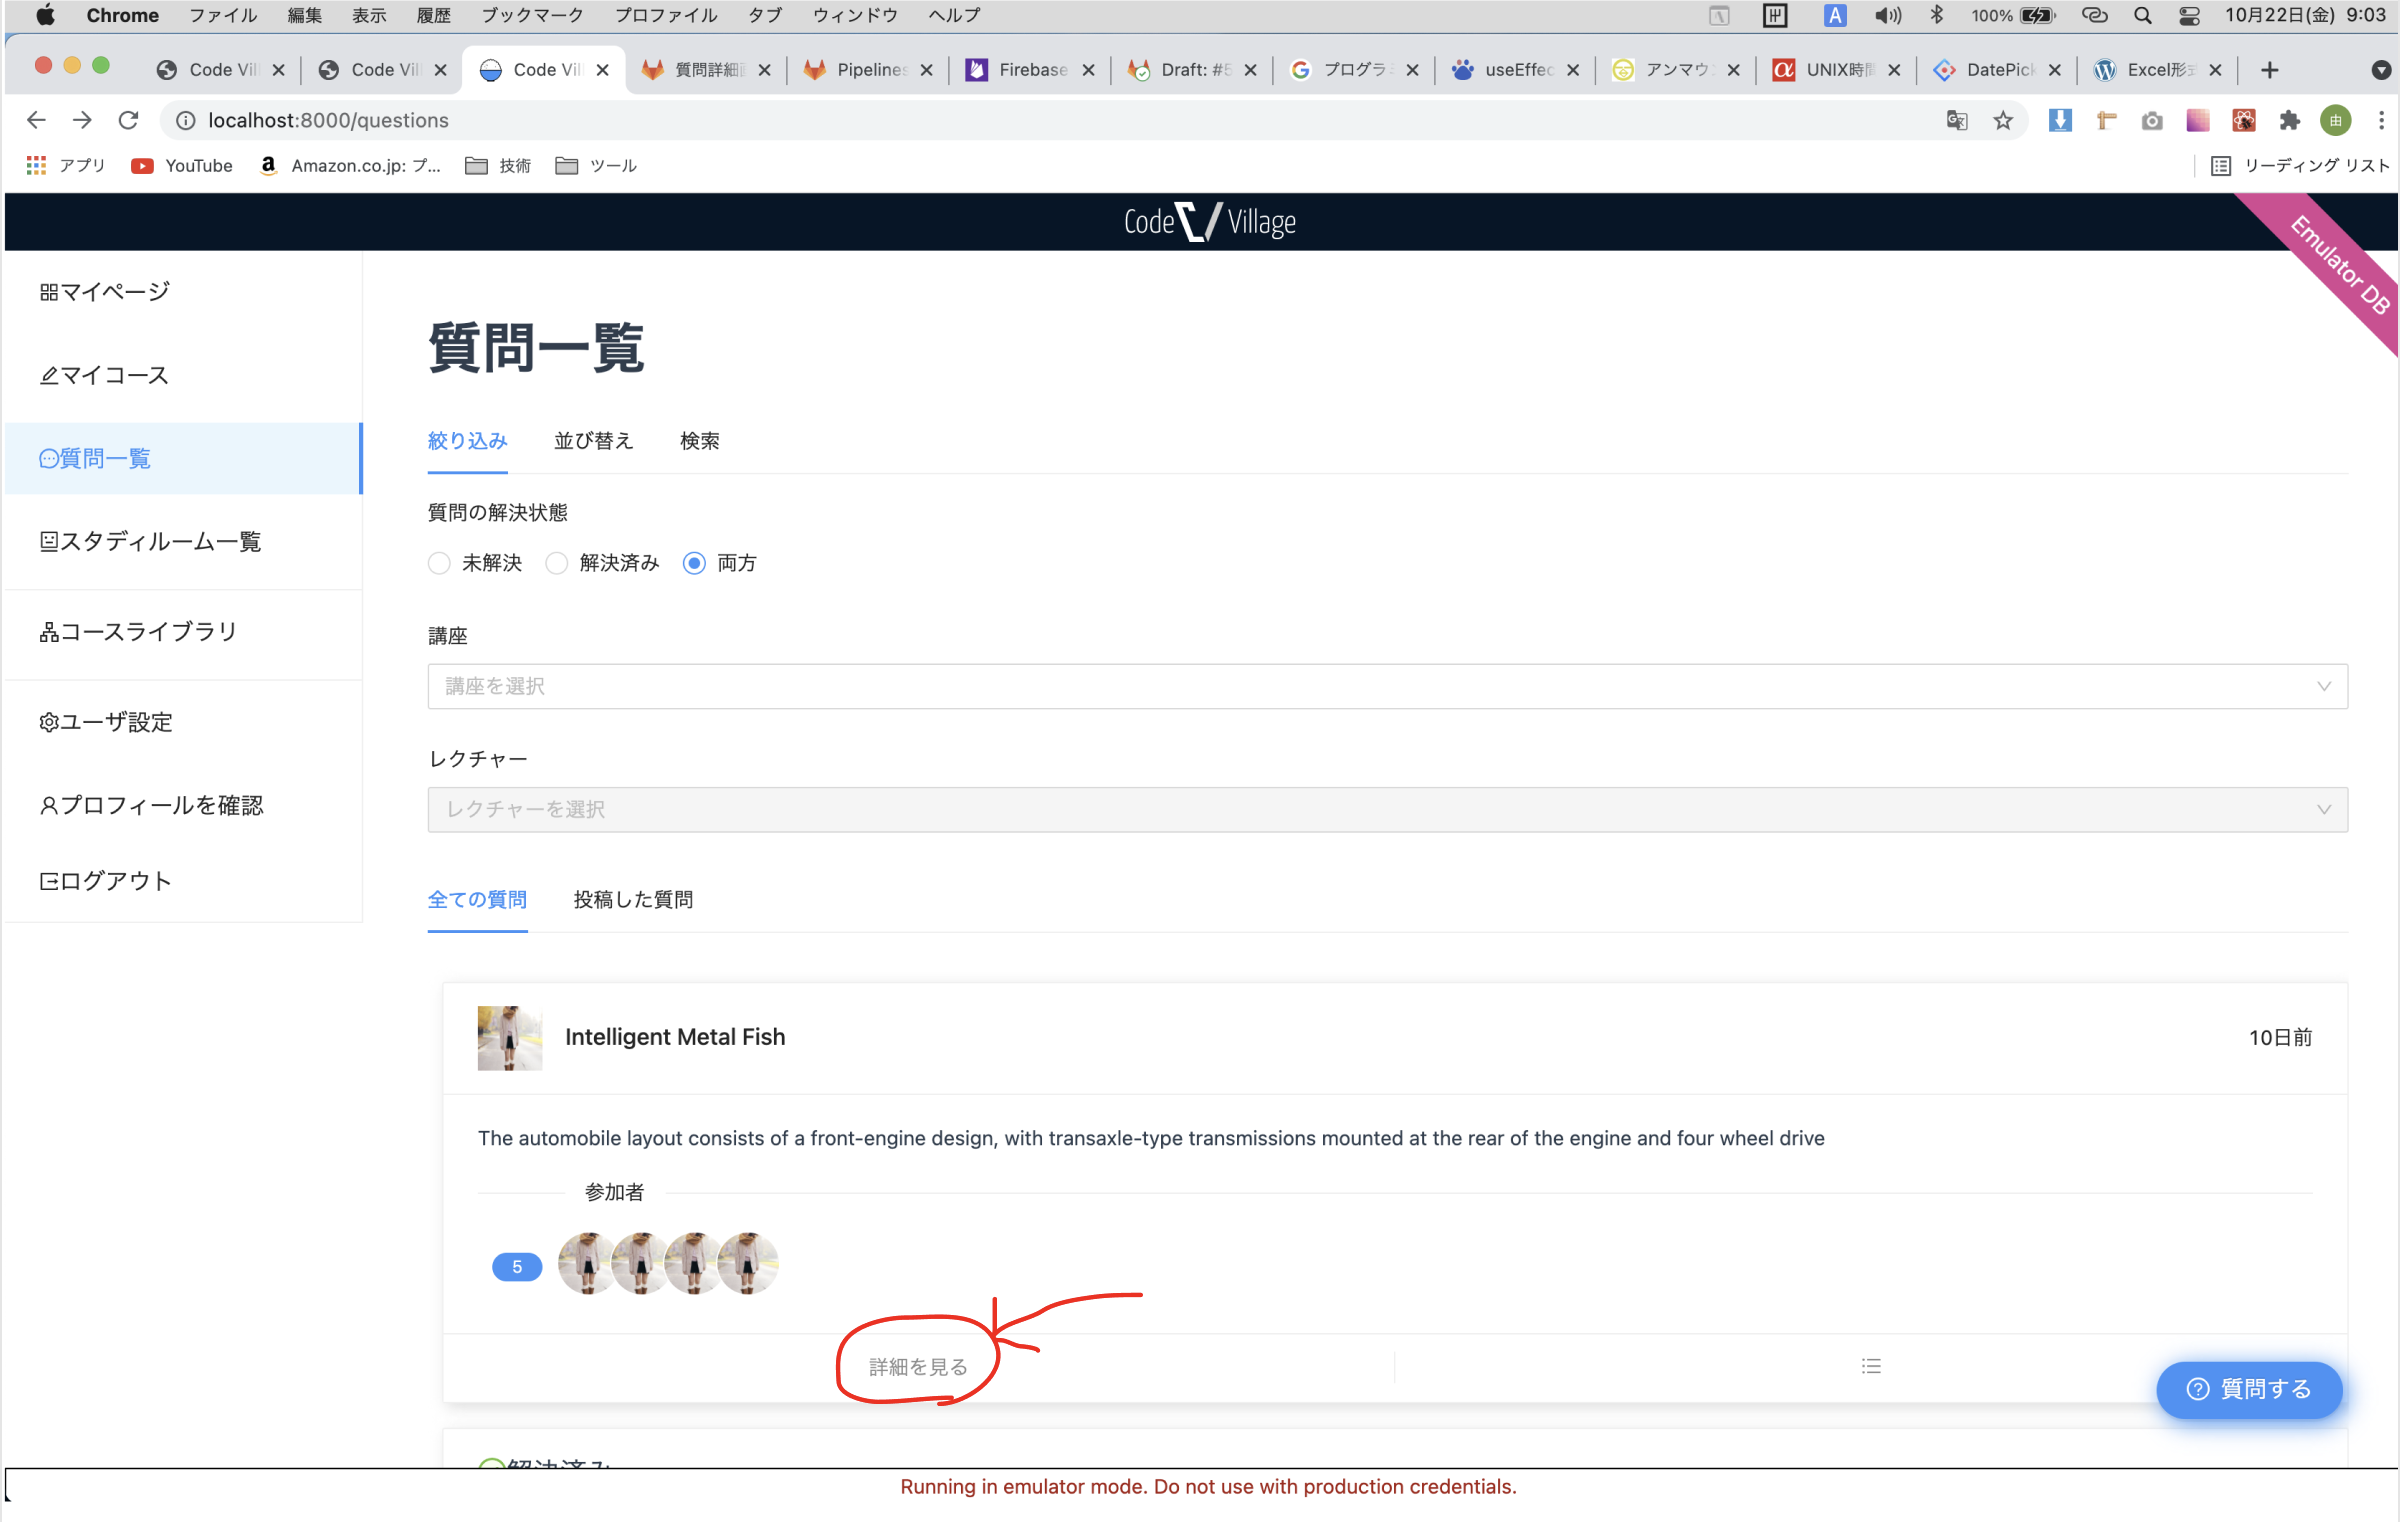 Chrome ファイル 編集 表示 履歴 ブックマーク プロファイル タブ ウィンドウ ヘルプ A 100% 10月22日(金) 9:03
Code Vil Code Vil Code Vil 質問詳細 Pipelines Firebase Draft: #5 プログラ useEffec アンマウ UNIX時間 DatePick Excel形
localhost:8000/questions 由
アプリ YouTube Amazon.co.jp: プ... 技術 ツール リーディング リスト
Code Village
Emulator DB
マイページ
マイコース
質問一覧
スタディルーム一覧
コースライブラリ
ユーザ設定
プロフィールを確認
ログアウト
質問一覧
絞り込み 並び替え 検索
質問の解決状態
未解決 解決済み 両方
講座
講座を選択
レクチャー
レクチャーを選択
全ての質問 投稿した質問
Intelligent Metal Fish 10日前
The automobile layout consists of a front-engine design, with transaxle-type transmissions mounted at the rear of the engine and four wheel drive
参加者
5
詳細を見る
質問する
解決済み
Running in emulator mode. Do not use with production credentials.